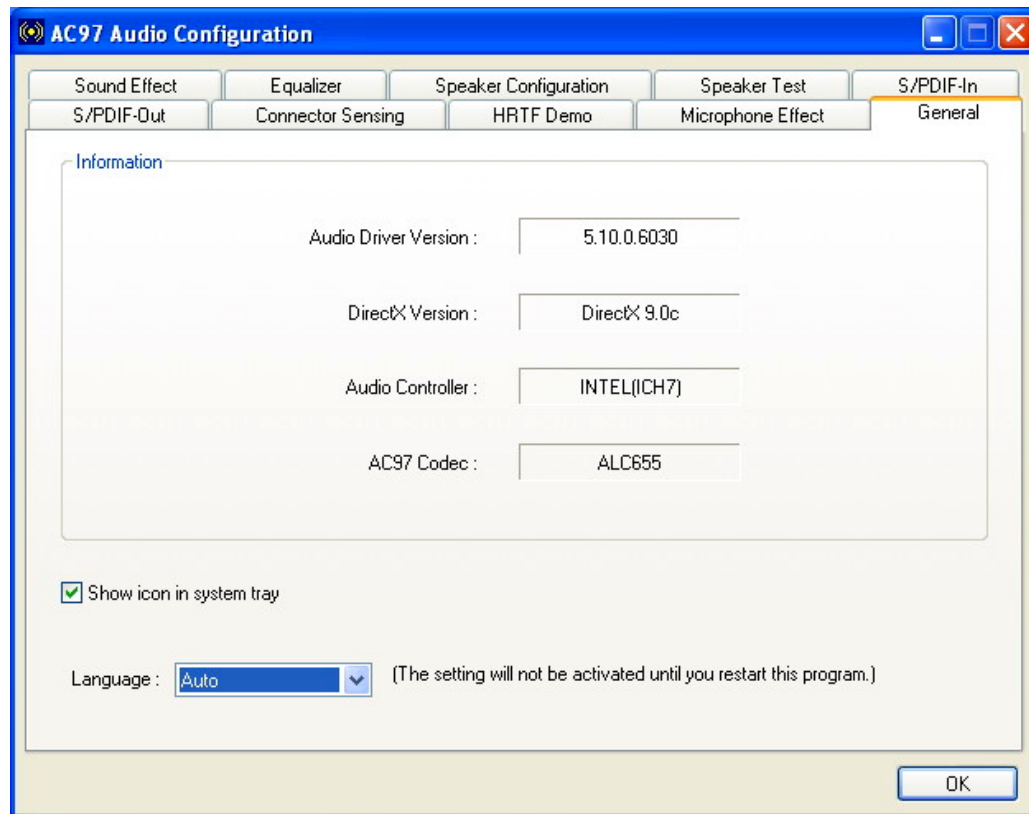 AC97 Audio Configuration
Sound Effect Equalizer Speaker Configuration Speaker Test S/PDIF-In
S/PDIF-Out Connector Sensing HRTF Demo Microphone Effect General
Information
Audio Driver Version : 5.10.0.6030
DirectX Version : DirectX 9.0c
Audio Controller : INTEL(ICH7)
AC97 Codec : ALC655
Show icon in system tray
Language : Auto (The setting will not be activated until you restart this program.)
OK